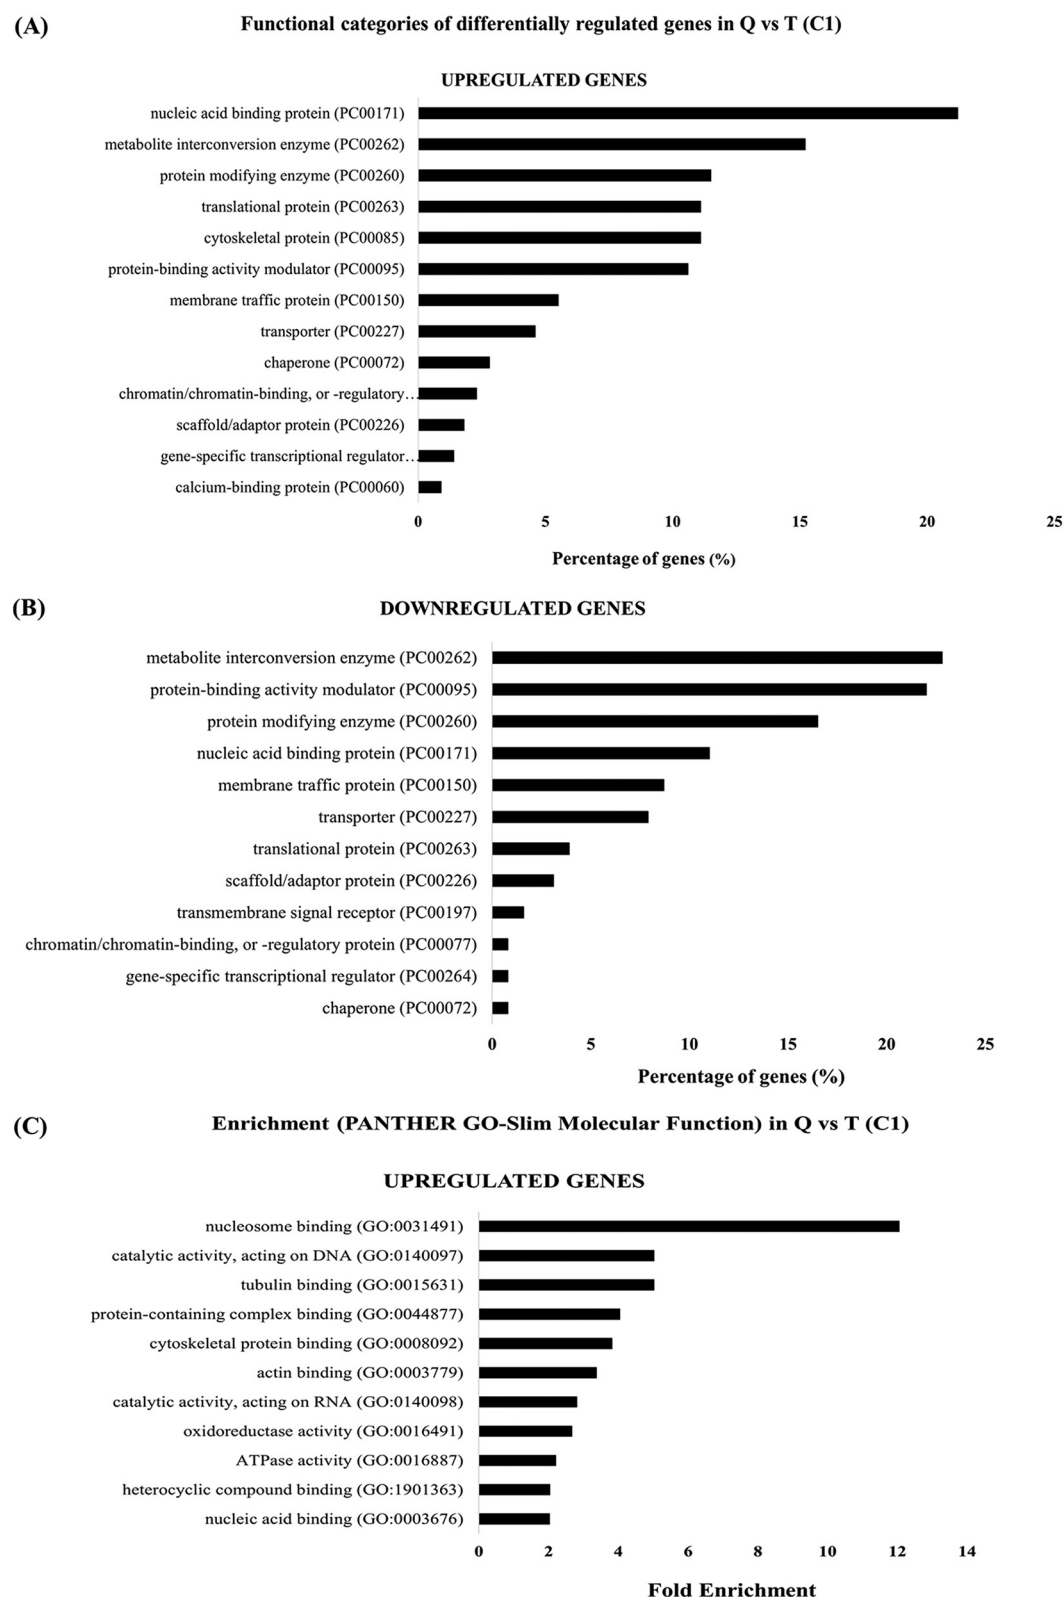 (A)
Functional categories of differentially regulated genes in Q vs T (C1)
UPREGULATED GENES
nucleic acid binding protein (PC00171)
metabolite interconversion enzyme (PC00262)
protein modifying enzyme (PC00260)
translational protein (PC00263)
cytoskeletal protein (PC00085)
protein-binding activity modulator (PC00095)
membrane traffic protein (PC00150)
transporter (PC00227)
chaperone (PC00072)
chromatin/chromatin-binding, or -regulatory…
scaffold/adaptor protein (PC00226)
gene-specific transcriptional regulator…
calcium-binding protein (PC00060)
0 5 10 15 20 25
Percentage of genes (%)
(B)
DOWNREGULATED GENES
metabolite interconversion enzyme (PC00262)
protein-binding activity modulator (PC00095)
protein modifying enzyme (PC00260)
nucleic acid binding protein (PC00171)
membrane traffic protein (PC00150)
transporter (PC00227)
translational protein (PC00263)
scaffold/adaptor protein (PC00226)
transmembrane signal receptor (PC00197)
chromatin/chromatin-binding, or -regulatory protein (PC00077)
gene-specific transcriptional regulator (PC00264)
chaperone (PC00072)
0 5 10 15 20 25
Percentage of genes (%)
(C)
Enrichment (PANTHER GO-Slim Molecular Function) in Q vs T (C1)
UPREGULATED GENES
nucleosome binding (GO:0031491)
catalytic activity, acting on DNA (GO:0140097)
tubulin binding (GO:0015631)
protein-containing complex binding (GO:0044877)
cytoskeletal protein binding (GO:0008092)
actin binding (GO:0003779)
catalytic activity, acting on RNA (GO:0140098)
oxidoreductase activity (GO:0016491)
ATPase activity (GO:0016887)
heterocyclic compound binding (GO:1901363)
nucleic acid binding (GO:0003676)
0 2 4 6 8 10 12 14
Fold Enrichment